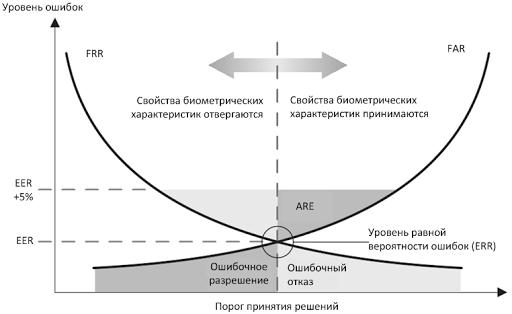 Уровень ошибок
FRR
FAR
Свойства биометрических
характеристик отвергаются
Свойства биометрических
характеристик принимаются
EER
+5%
ARE
Уровень равной
вероятности ошибок (ERR)
EER
Ошибочное
разрешение
Ошибочный
отказ
Порог принятия решений